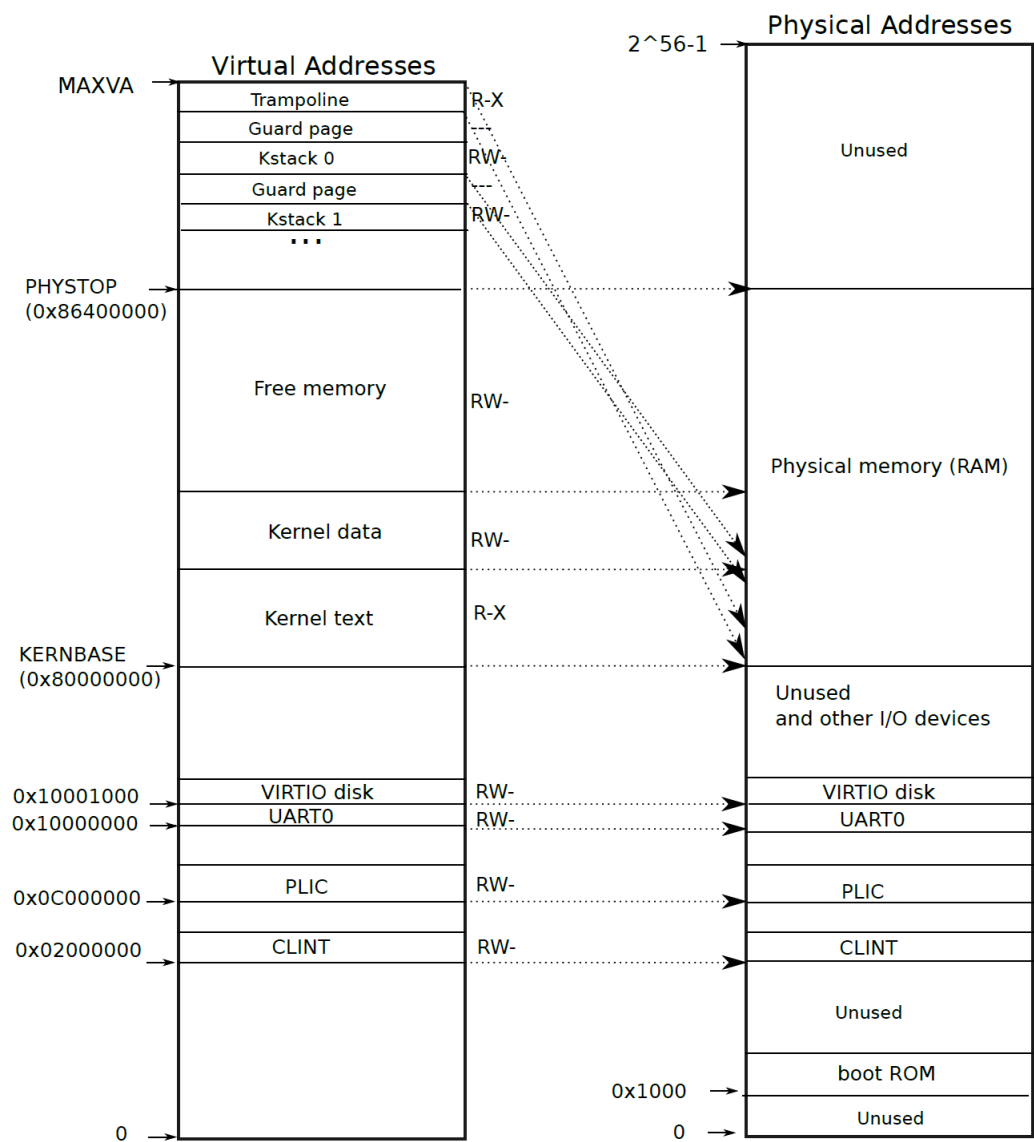 Physical Addresses
2^56-1
Virtual Addresses
MAXVA
Trampoline
R-X
Guard page
---
Unused
Kstack 0
RW-
Guard page
---
Kstack 1
RW-
...
PHYSTOP
(0x86400000)
Free memory
RW-
Physical memory (RAM)
Kernel data
RW-
Kernel text
R-X
KERNBASE
(0x80000000)
Unused
and other I/O devices
0x10001000
VIRTIO disk
RW-
VIRTIO disk
0x10000000
UART0
RW-
UART0
0x0C000000
PLIC
RW-
PLIC
0x02000000
CLINT
RW-
CLINT
Unused
boot ROM
0x1000
Unused
0
0